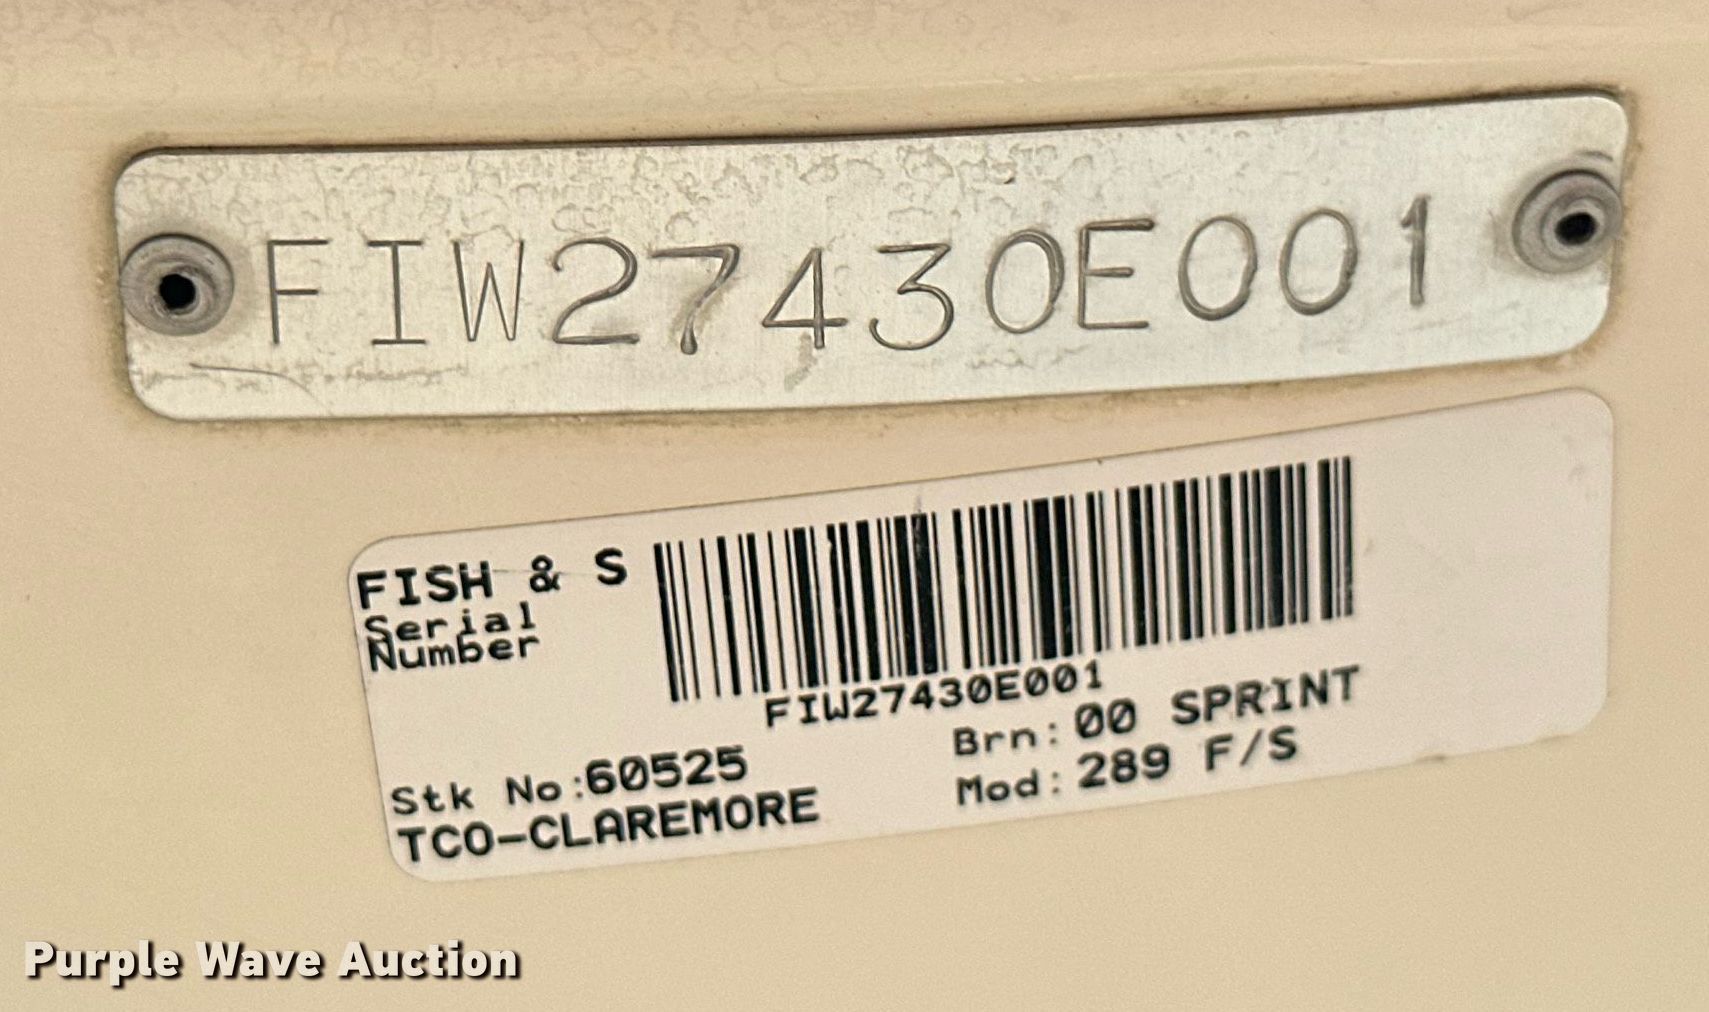 FIW27430E001
FISH & S
Serial
Number
FIW27430E001
Stk No:60525
Brn: 00 SPRINT
TCO-CLAREMORE
Mod: 289 F/S
Purple Wave Auction